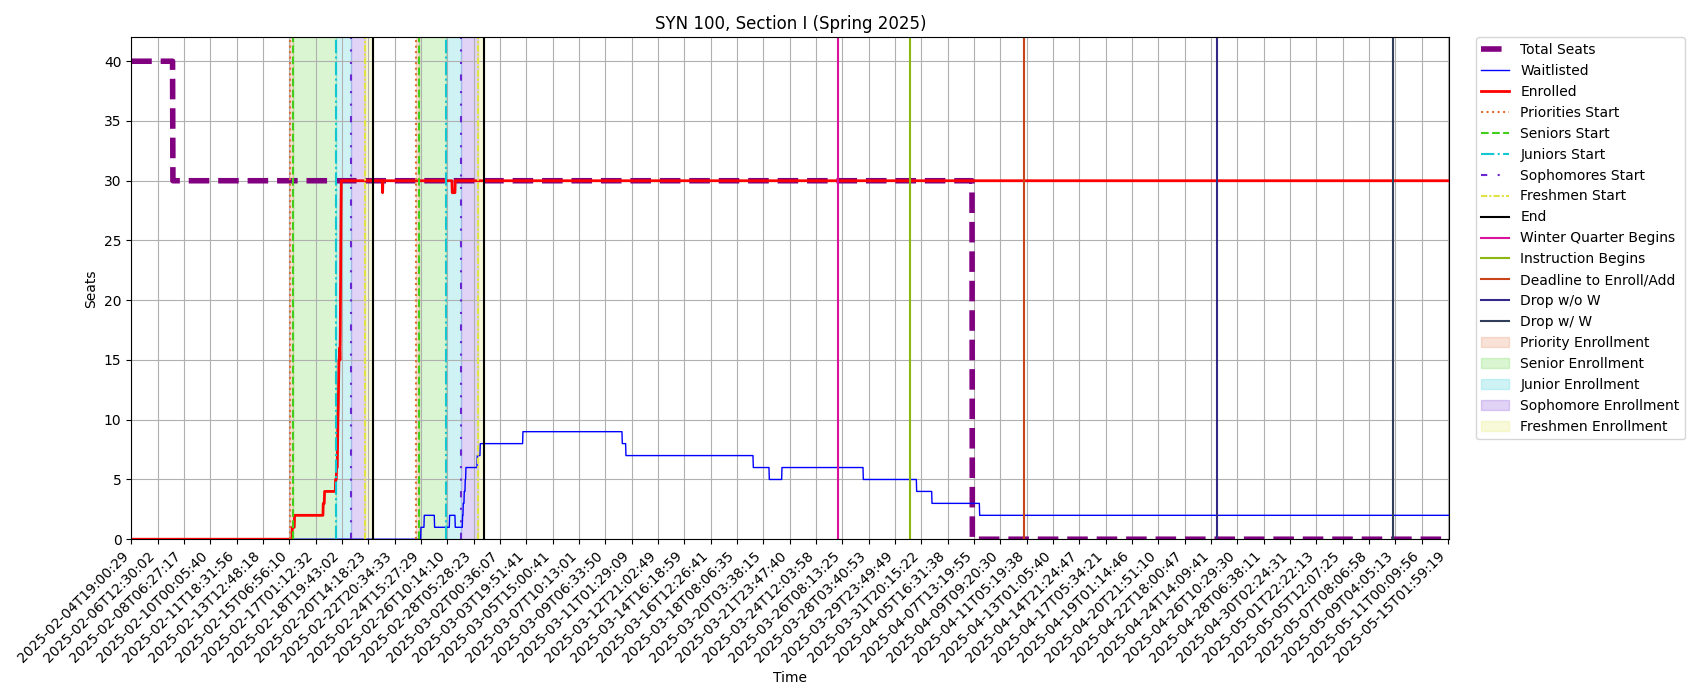 SYN 100, Section I (Spring 2025)
Seats
40
35
30
25
20
15
10
5
0
2025-02-04T19:00:29
2025-02-06T12:30:02
2025-02-08T06:27:17
2025-02-10T00:05:40
2025-02-11T18:31:56
2025-02-13T12:48:18
2025-02-15T06:56:10
2025-02-17T01:12:32
2025-02-18T19:43:02
2025-02-20T14:18:23
2025-02-22T20:34:33
2025-02-24T15:27:29
2025-02-26T10:14:10
2025-02-28T05:28:23
2025-03-02T00:36:07
2025-03-03T19:51:41
2025-03-05T15:00:41
2025-03-07T10:13:01
2025-03-09T06:33:50
2025-03-11T01:29:09
2025-03-12T21:02:49
2025-03-14T16:18:59
2025-03-16T12:26:41
2025-03-18T08:06:35
2025-03-20T03:38:15
2025-03-21T23:47:40
2025-03-24T12:03:58
2025-03-26T08:13:25
2025-03-28T03:40:53
2025-03-29T23:49:49
2025-03-31T20:15:22
2025-04-05T16:31:38
2025-04-07T13:19:55
2025-04-09T09:20:30
2025-04-11T05:19:38
2025-04-13T01:05:40
2025-04-14T21:24:47
2025-04-17T05:34:21
2025-04-19T01:14:46
2025-04-20T21:51:10
2025-04-22T18:00:47
2025-04-24T14:09:41
2025-04-26T10:29:30
2025-04-28T06:38:11
2025-04-30T02:24:31
2025-05-01T22:22:13
2025-05-05T12:07:25
2025-05-07T08:06:58
2025-05-09T04:05:13
2025-05-11T00:09:56
2025-05-15T01:59:19
Time
Total Seats
Waitlisted
Enrolled
Priorities Start
Seniors Start
Juniors Start
Sophomores Start
Freshmen Start
End
Winter Quarter Begins
Instruction Begins
Deadline to Enroll/Add
Drop w/o W
Drop w/ W
Priority Enrollment
Senior Enrollment
Junior Enrollment
Sophomore Enrollment
Freshmen Enrollment